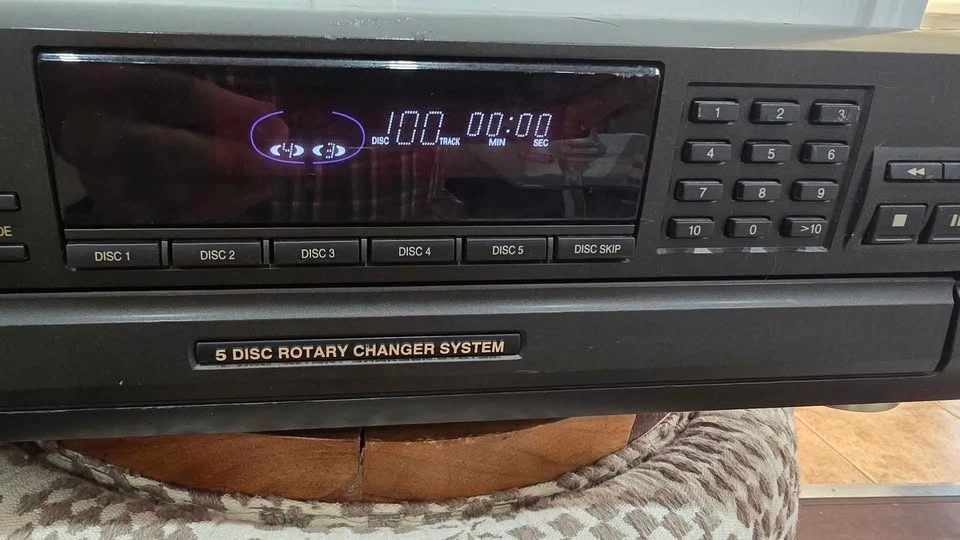 4 3 DISC 100 TRACK 00:00 MIN SEC
1 2 3
4 5 6
7 8 9
10 0 >10
DE
DISC 1 DISC 2 DISC 3 DISC 4 DISC 5 DISC SKIP
5 DISC ROTARY CHANGER SYSTEM